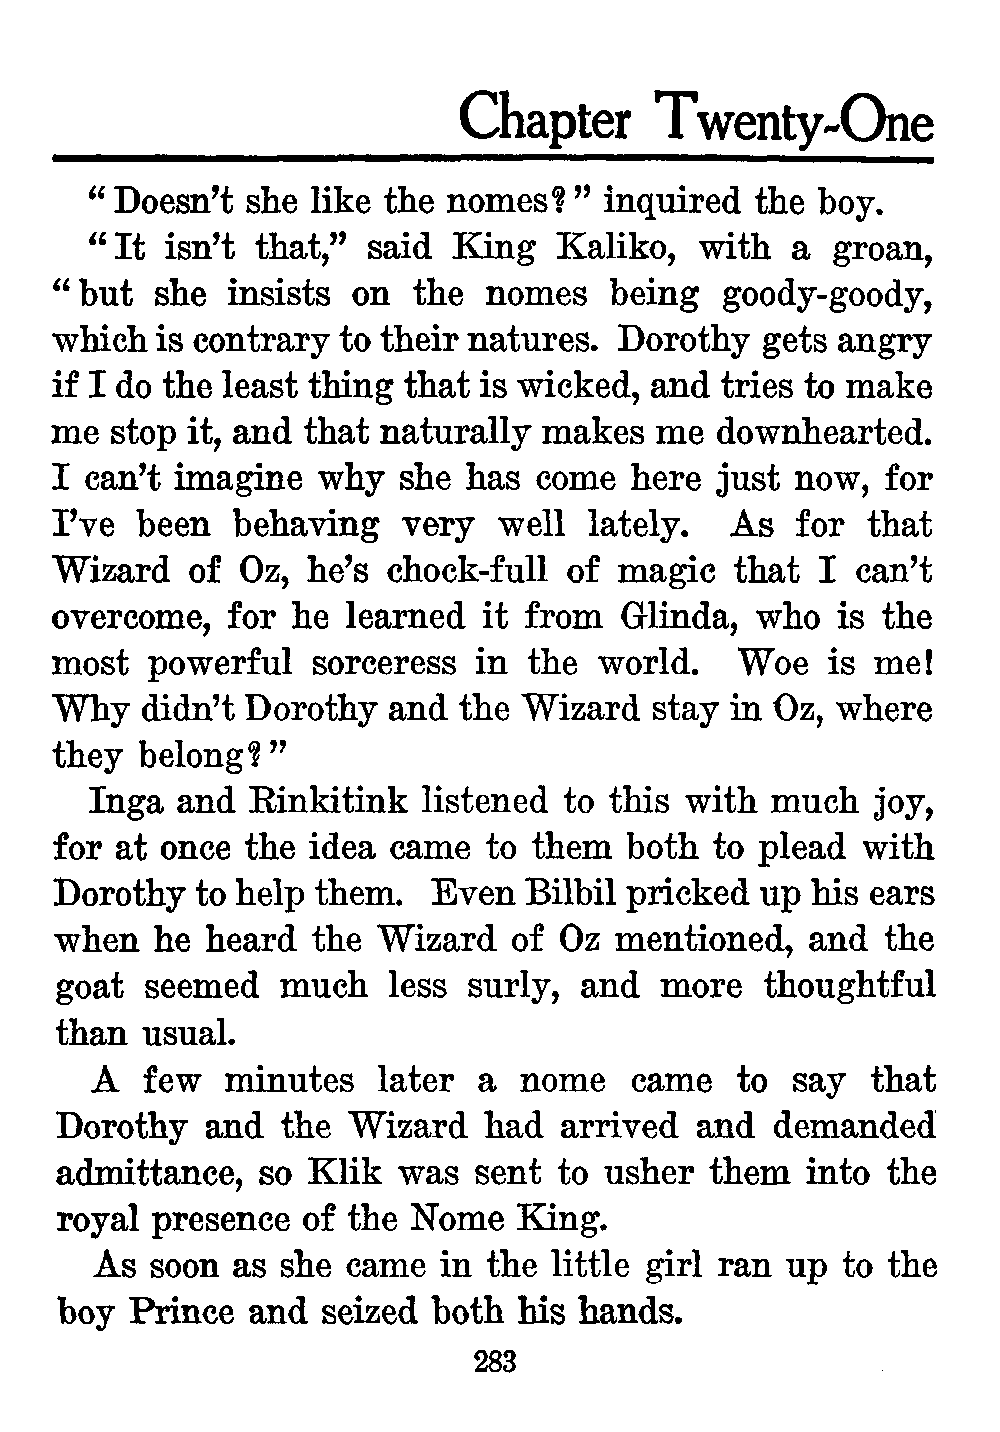 Chapter Twenty-One
“Doesn’t she like the nomes?” inquired the boy.
“It isn’t that,” said King Kaliko, with a groan,
“but she insists on the nomes being goody-goody,
which is contrary to their natures. Dorothy gets angry
if I do the least thing that is wicked, and tries to make
me stop it, and that naturally makes me downhearted.
I can’t imagine why she has come here just now, for
I’ve been behaving very well lately. As for that
Wizard of Oz, he’s chock-full of magic that I can’t
overcome, for he learned it from Glinda, who is the
most powerful sorceress in the world. Woe is me!
Why didn’t Dorothy and the Wizard stay in Oz, where
they belong?”
Inga and Rinkitink listened to this with much joy,
for at once the idea came to them both to plead with
Dorothy to help them. Even Bilbil pricked up his ears
when he heard the Wizard of Oz mentioned, and the
goat seemed much less surly, and more thoughtful
than usual.
A few minutes later a nome came to say that
Dorothy and the Wizard had arrived and demanded
admittance, so Klik was sent to usher them into the
royal presence of the Nome King.
As soon as she came in the little girl ran up to the
boy Prince and seized both his hands.
283